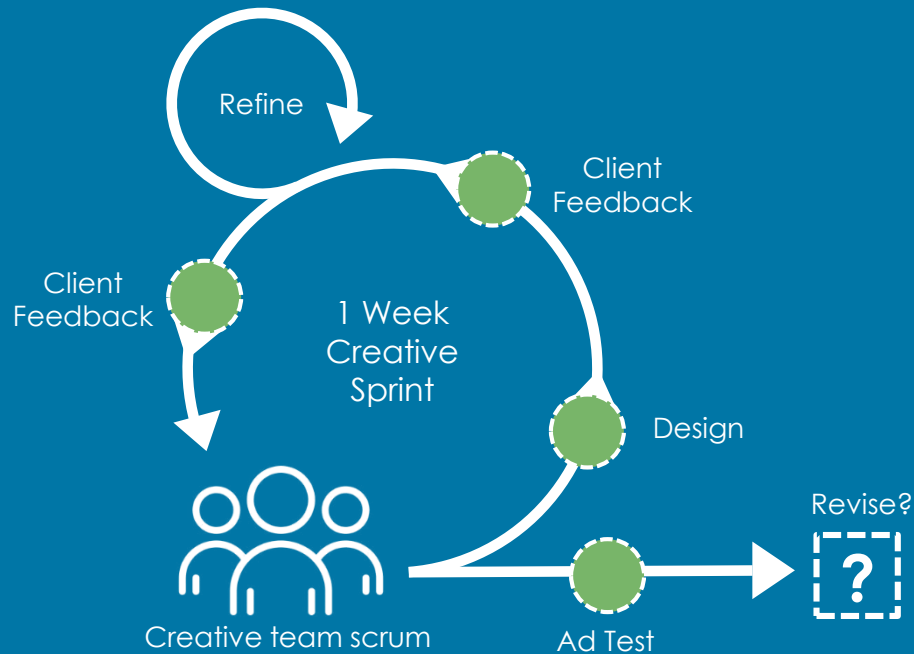 Refine
Client
Feedback
Client
Feedback
1 Week
Creative
Sprint
Design
Revise?
?
Creative team scrum
Ad Test